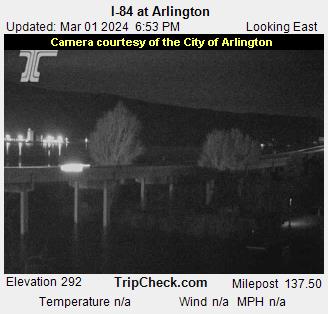 I-84 at Arlington
Updated: Mar 01 2024 6:53 PM Looking East
Camera courtesy of the City of Arlington
Elevation 292 TripCheck.com Milepost 137.50
Temperature n/a Wind n/a MPH n/a